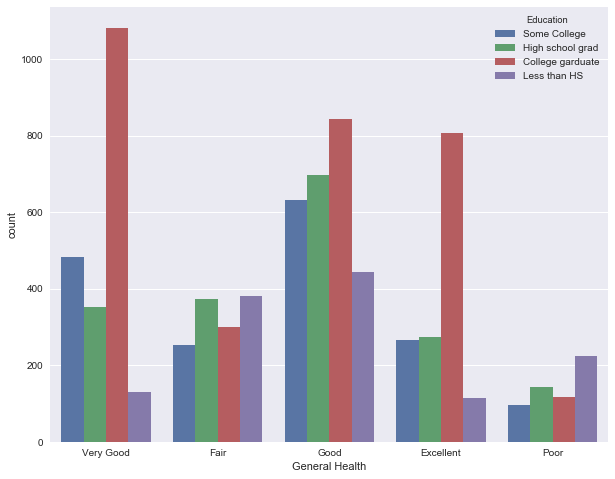 Education
Some College
High school grad
College garduate
Less than HS
1000
800
600
400
200
0
count
Very Good Fair Good Excellent Poor
General Health